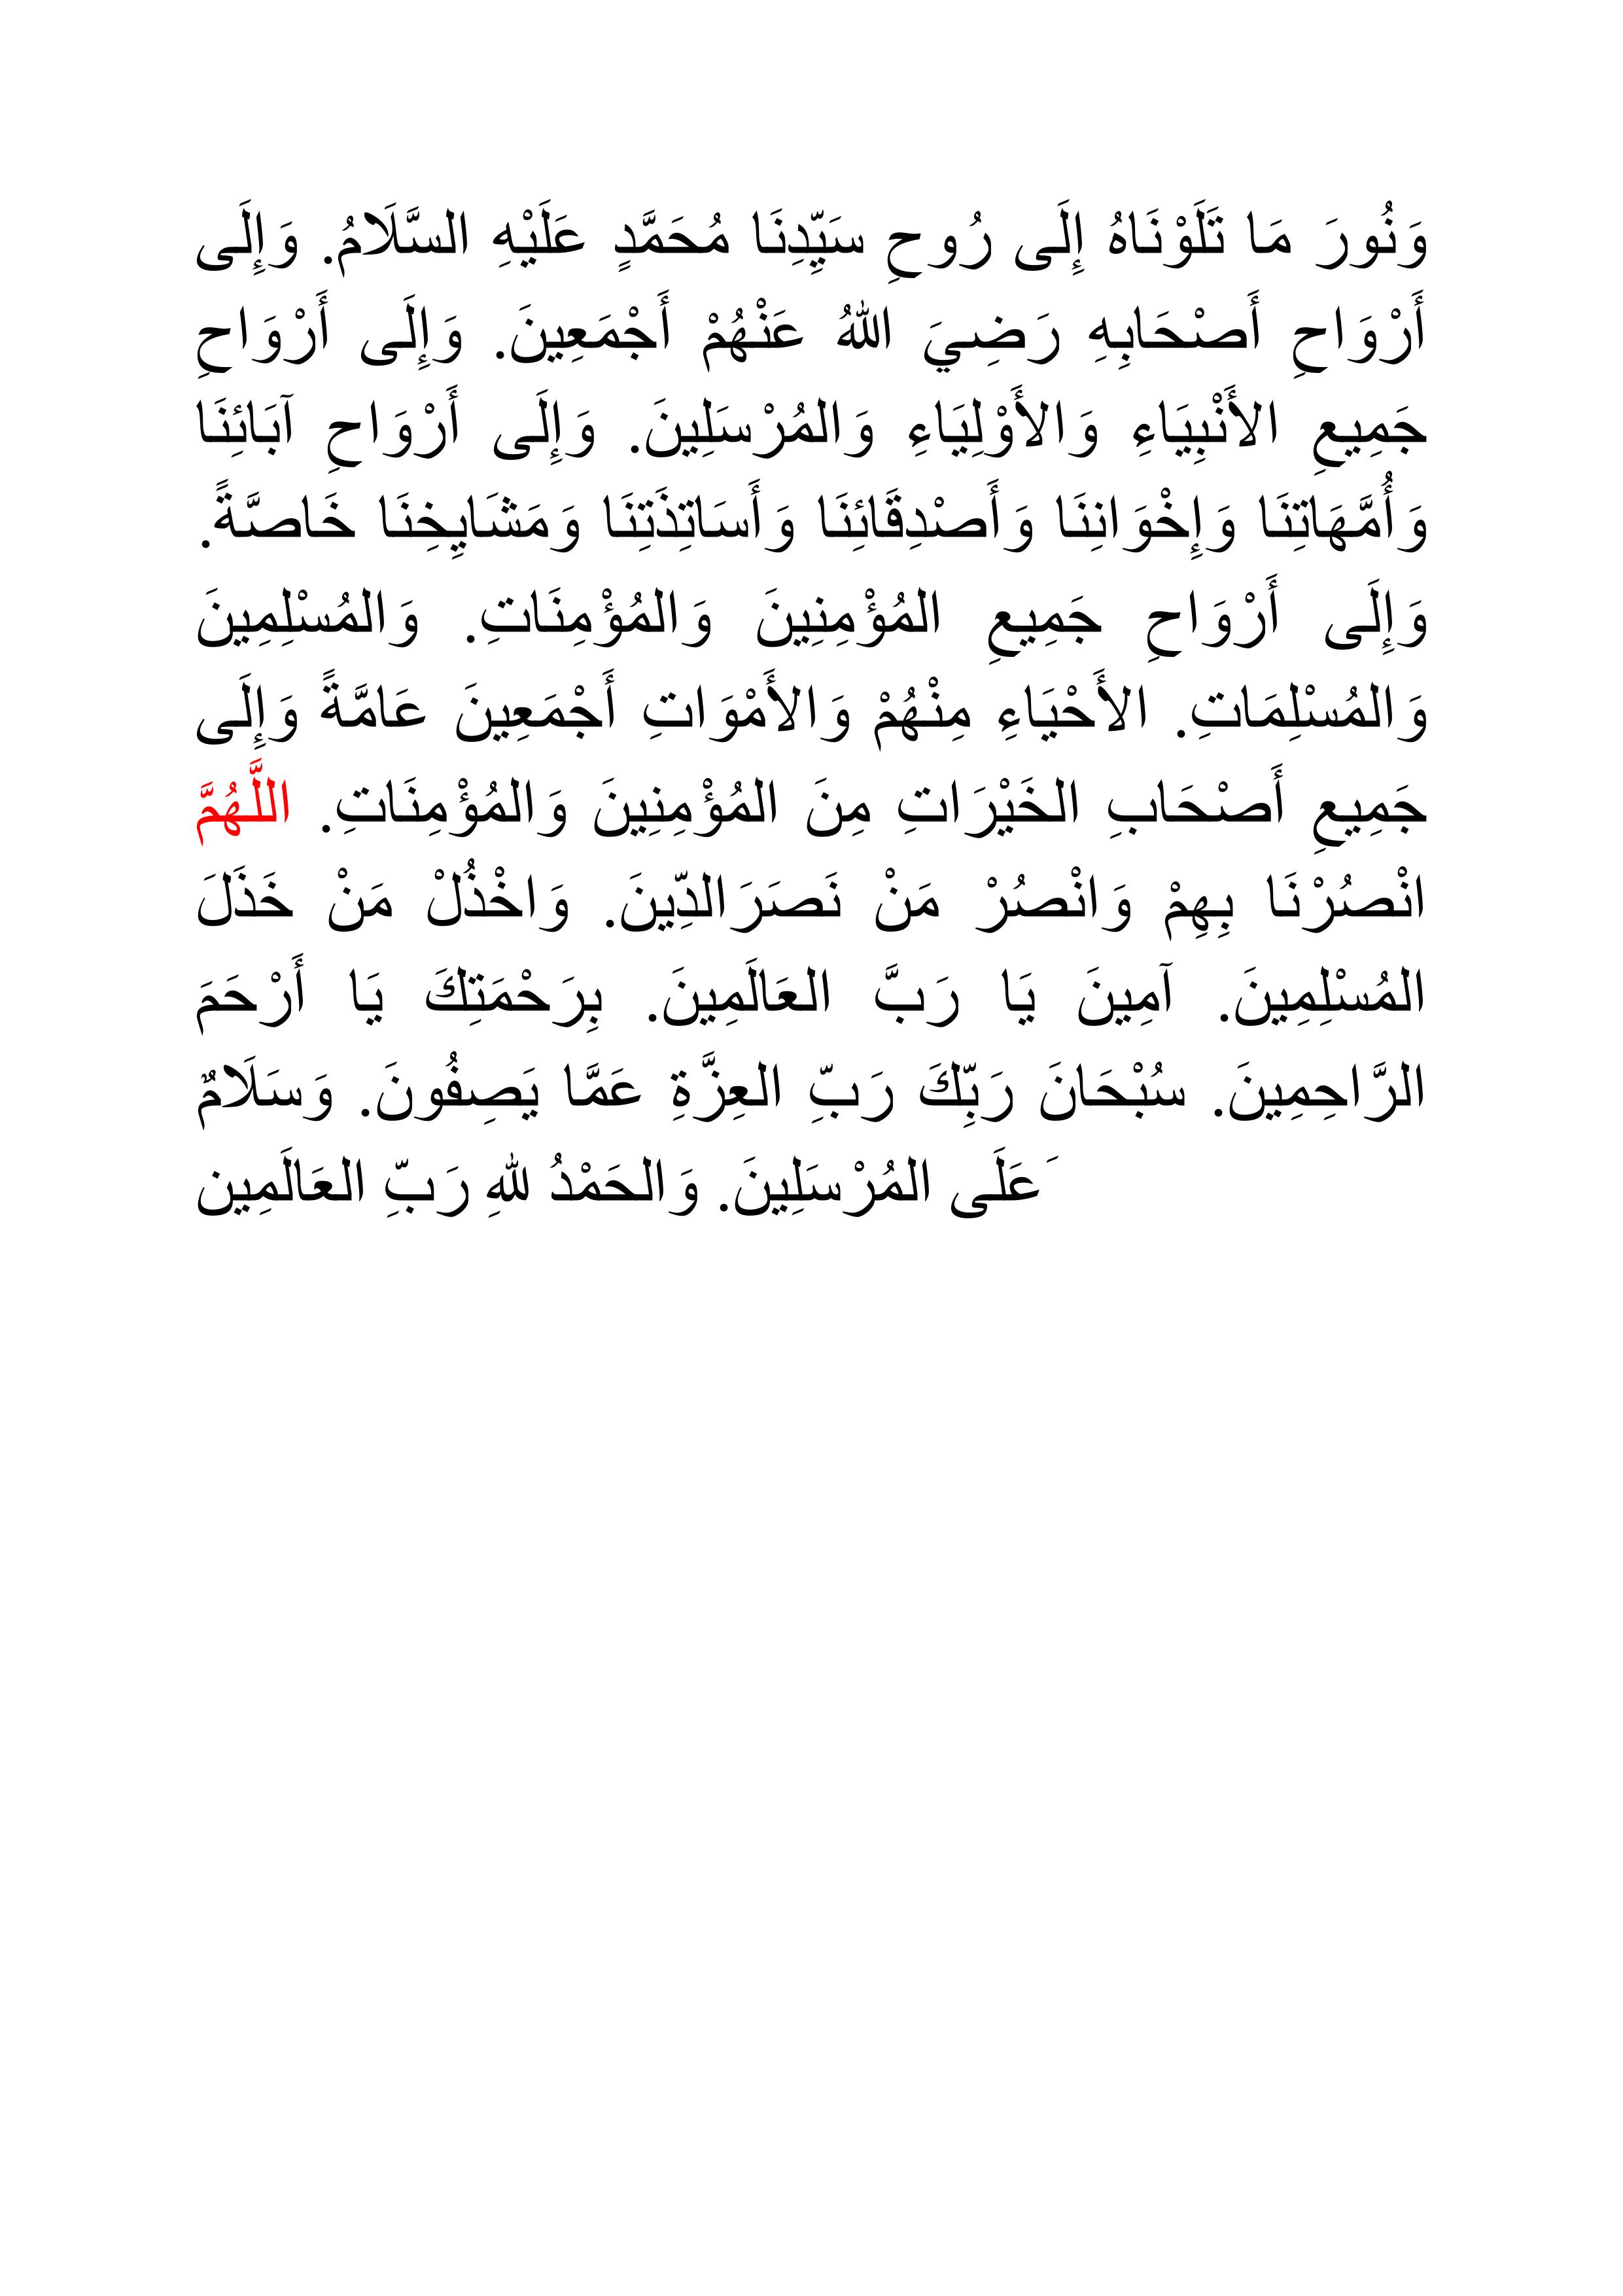 وَنُورَ مَا تَلَوْنَاهُ إِلَى رُوحِ سَيِّدِنَا مُحَمَّدٍ عَلَيْهِ السَّلَامُ. وَإِلَى
أَرْوَاحِ أَصْحَابِهِ رَضِيَ اللهُ عَنْهُمْ أَجْمَعِينَ. وَإِلَى أَرْوَاحِ
جَمِيعِ الأَنْبِيَاءِ وَالأَوْلِيَاءِ وَالمُرْسَلِينَ. وَإِلَى أَرْوَاحِ آبَائِنَا
وَأُمَّهَاتِنَا وَإِخْوَانِنَا وَأَصْدِقَائِنَا وَأَسَاتِذَتِنَا وَمَشَايِخِنَا خَاصَّةً.
وَإِلَى أَرْوَاحِ جَمِيعِ المُؤْمِنِينَ وَالمُؤْمِنَاتِ. وَالمُسْلِمِينَ
وَالمُسْلِمَاتِ. الأَحْيَاءِ مِنْهُمْ وَالأَمْوَاتِ أَجْمَعِينَ عَامَّةً وَإِلَى
جَمِيعِ أَصْحَابِ الخَيْرَاتِ مِنَ المُؤْمِنِينَ وَالمُؤْمِنَاتِ. اللَّهُمَّ
انْصُرْنَا بِهِمْ وَانْصُرْ مَنْ نَصَرَالدِّينَ. وَاخْذُلْ مَنْ خَذَلَ
المُسْلِمِينَ. آمِينَ يَا رَبَّ العَالَمِينَ. بِرَحْمَتِكَ يَا أَرْحَمَ
الرَّاحِمِينَ. سُبْحَانَ رَبِّكَ رَبِّ العِزَّةِ عَمَّا يَصِفُونَ. وَسَلَامٌ
َعَلَى المُرْسَلِينَ. وَالحَمْدُ للهِ رَبِّ العَالَمِين